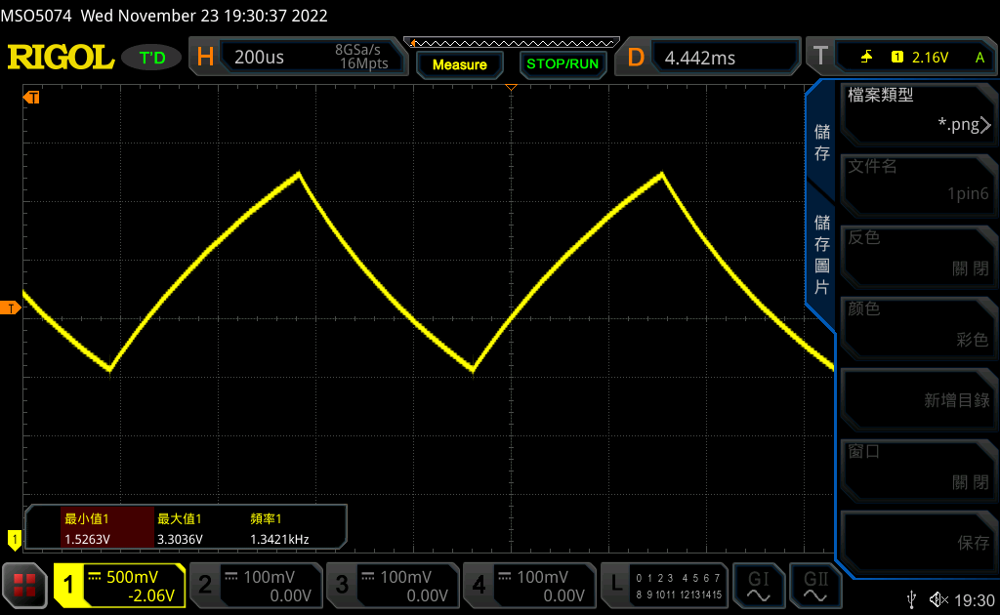 MSO5074 Wed November 23 19:30:37 2022
RIGOL
T'D
H
200us
8GSa/s
16Mpts
Measure
STOP/RUN
D
4.442ms
T
1
2.16V
A
T
T
1
儲存
儲存圖片
檔案類型
*.png
文件名
1pin6
反色
關 閉
颜色
彩色
新增目錄
窗口
關 閉
保存
最小值1
最大值1
頻率1
1.5263V
3.3036V
1.3421kHz
1
500mV
-2.06V
2
100mV
0.00V
3
100mV
0.00V
4
100mV
0.00V
L
0 1 2 3 4 5 6 7
8 9 10 11 12 13 14 15
GI
GII
19:30